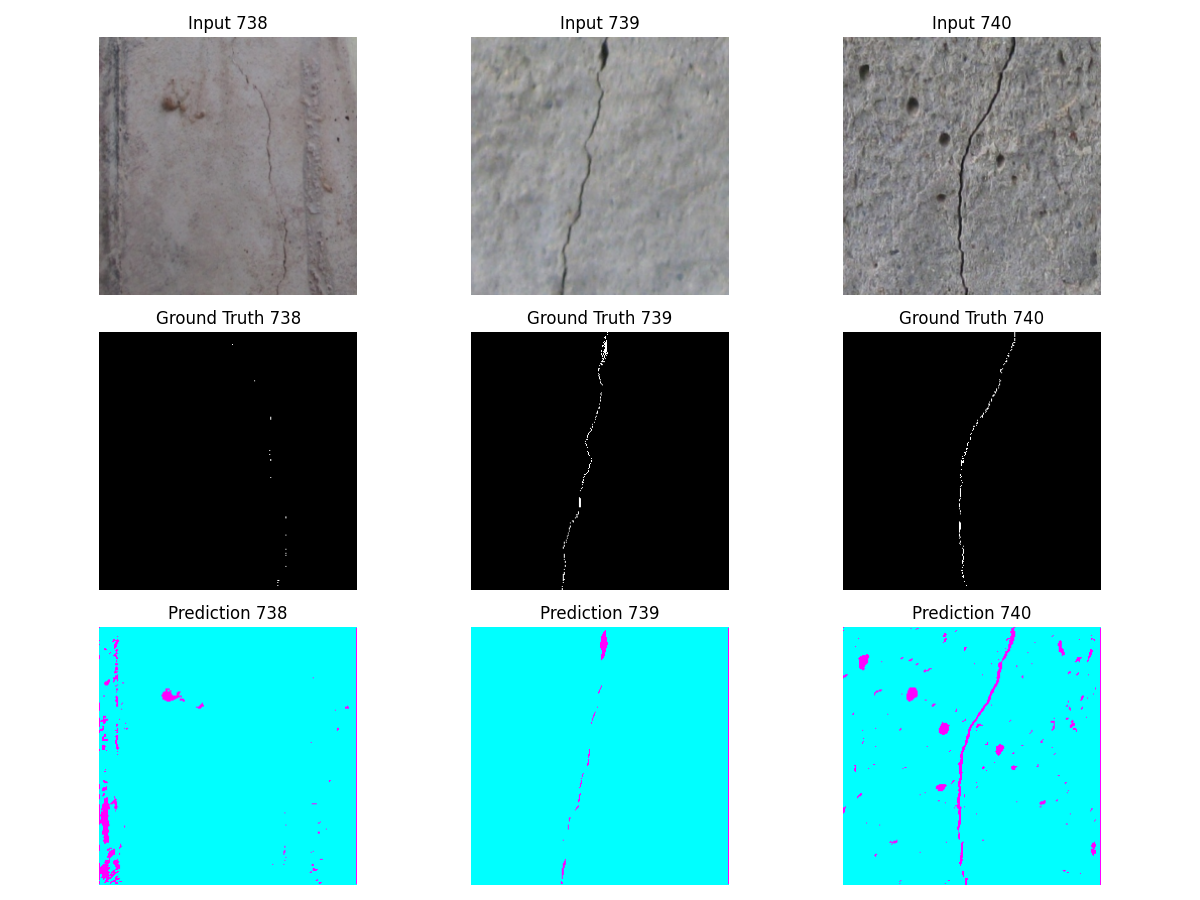 Input 738
Input 739
Input 740
Ground Truth 738
Ground Truth 739
Ground Truth 740
Prediction 738
Prediction 739
Prediction 740